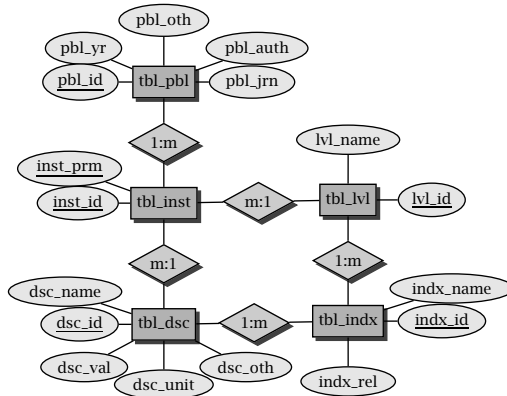 pbl_oth
pbl_yr
pbl_auth
pbl_id
tbl_pbl
pbl_jrn
1:m
lvl_name
inst_prm
inst_id
tbl_inst
m:1
tbl_lvl
lvl_id
m:1
1:m
dsc_name
indx_name
dsc_id
tbl_dsc
1:m
tbl_indx
indx_id
dsc_val
dsc_oth
dsc_unit
indx_rel